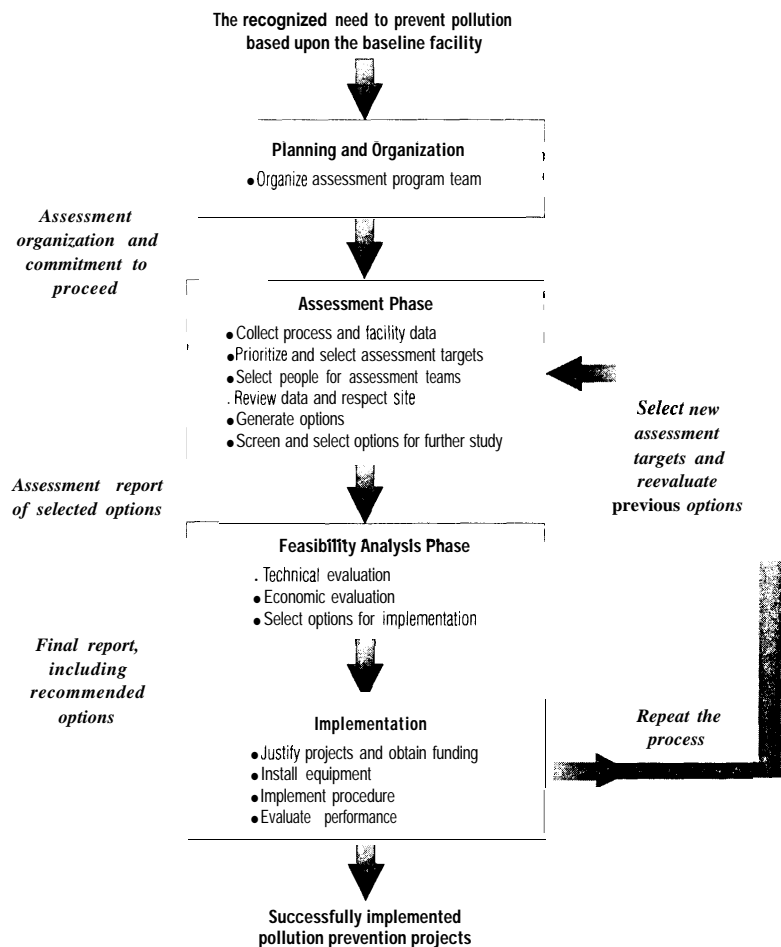 The recognized need to prevent pollution
based upon the baseline facility
Planning and Organization
● Organize assessment program team
Assessment
organization and
commitment to
proceed
Assessment Phase
● Collect process and facility data
● Prioritize and select assessment targets
● Select people for assessment teams
. Review data and respect site
● Generate options
● Screen and select options for further study
Select new
assessment
targets and
reevaluate
previous options
Assessment report
of selected options
Feasibility Analysis Phase
. Technical evaluation
● Economic evaluation
● Select options for implementation
Final report,
including
recommended
options
Implementation
● Justify projects and obtain funding
● Install equipment
● Implement procedure
● Evaluate performance
Repeat the
process
Successfully implemented
pollution prevention projects